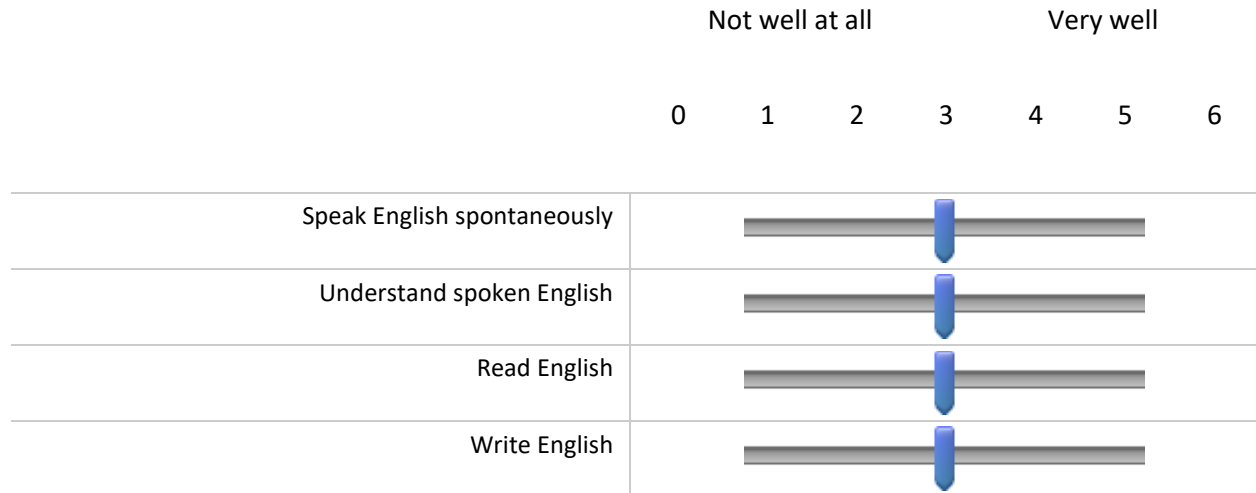 Not well at all Very well
0 1 2 3 4 5 6
Speak English spontaneously
Understand spoken English
Read English
Write English